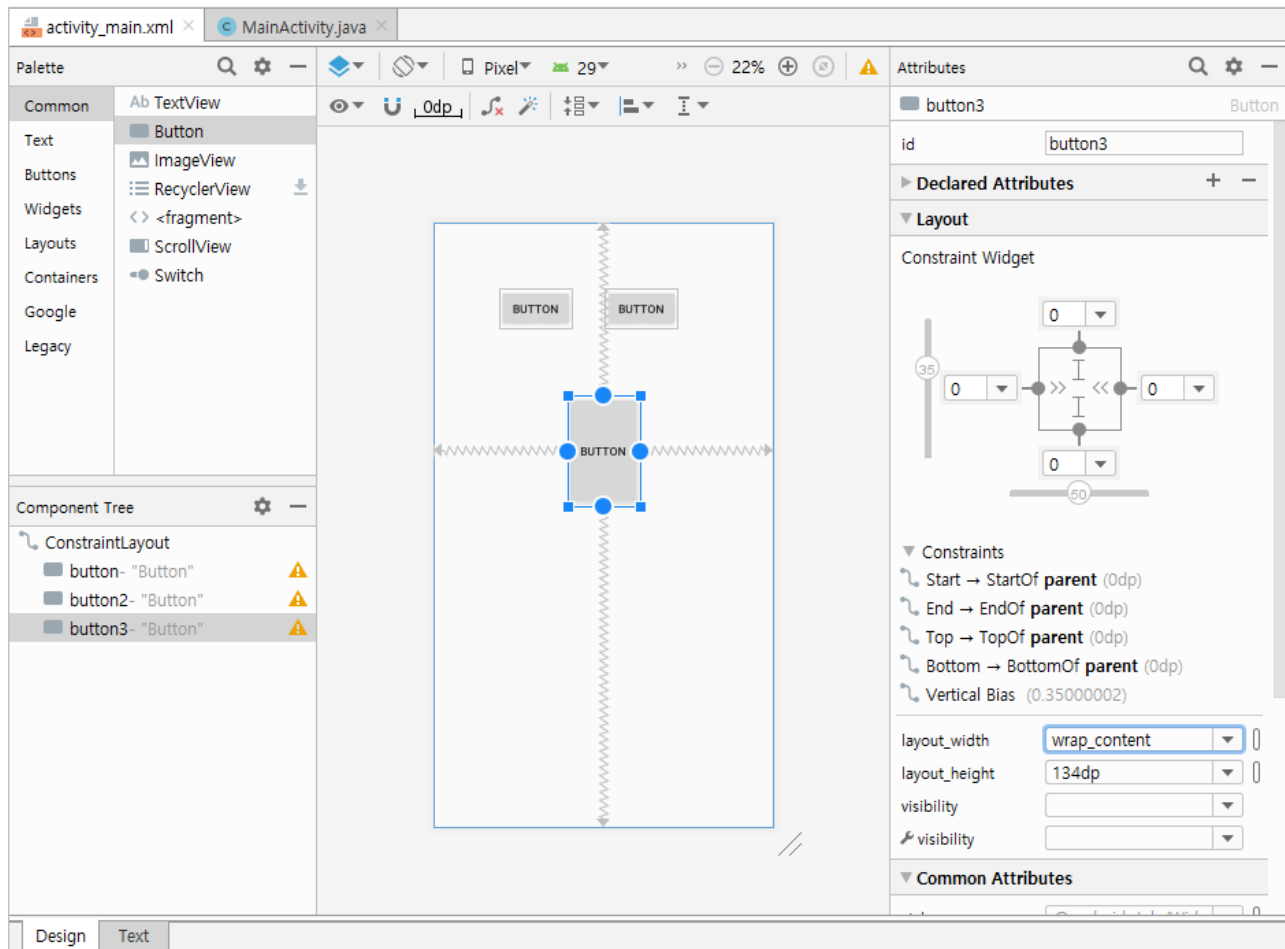 activity_main.xml
MainActivity.java
Palette
Common
Text
Buttons
Widgets
Layouts
Containers
Google
Legacy
Ab TextView
Button
ImageView
RecyclerView
<fragment>
ScrollView
Switch
Component Tree
ConstraintLayout
button- "Button"
button2- "Button"
button3- "Button"
Pixel 29 22%
0dp
BUTTON BUTTON
BUTTON
Attributes
button3 Button
id button3
Declared Attributes
Layout
Constraint Widget
0
35
0 0
0
50
Constraints
Start → StartOf parent (0dp)
End → EndOf parent (0dp)
Top → TopOf parent (0dp)
Bottom → BottomOf parent (0dp)
Vertical Bias (0.35000002)
layout_width wrap_content
layout_height 134dp
visibility
visibility
Common Attributes
Design Text